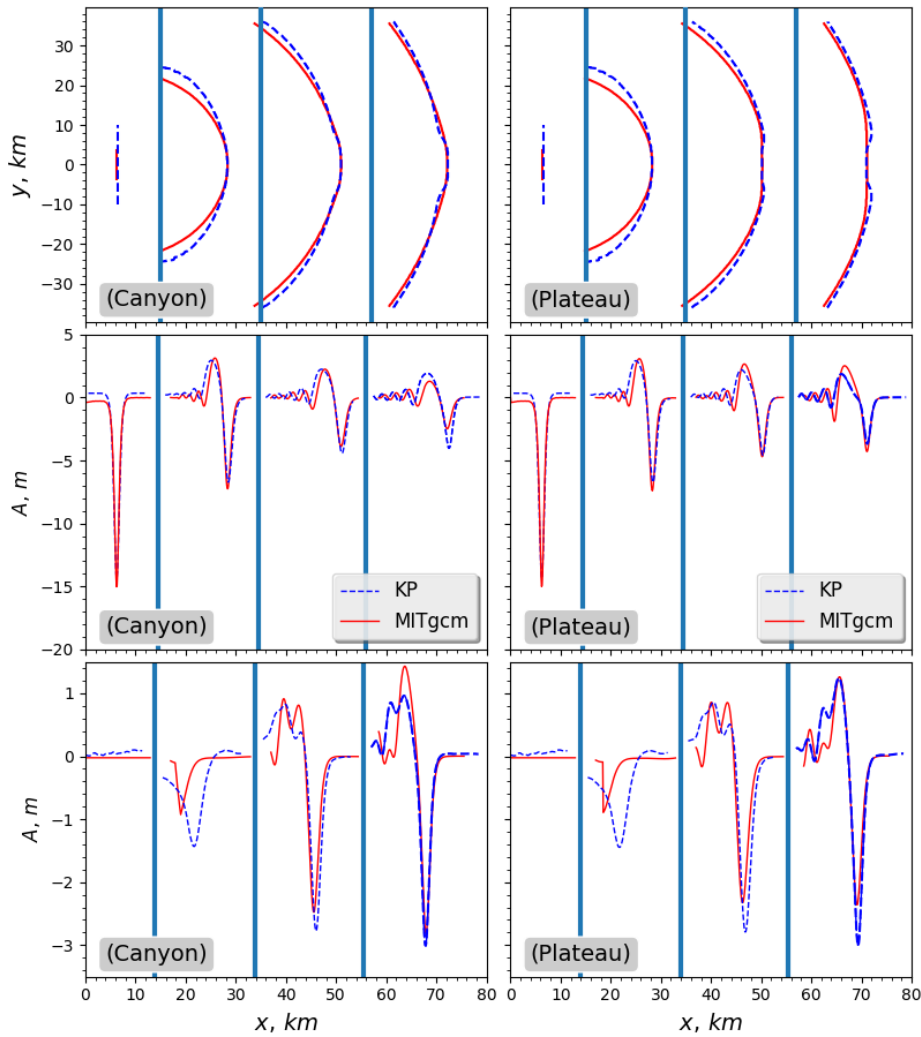 30
20
10
0
−10
−20
−30
y, km
(Canyon)
(Plateau)
5
0
−5
−10
−15
−20
A, m
(Canyon)
KP
MITgcm
(Plateau)
KP
MITgcm
1
0
−1
−2
−3
A, m
(Canyon)
(Plateau)
0 10 20 30 40 50 60 70 80
0 10 20 30 40 50 60 70 80
x, km
x, km